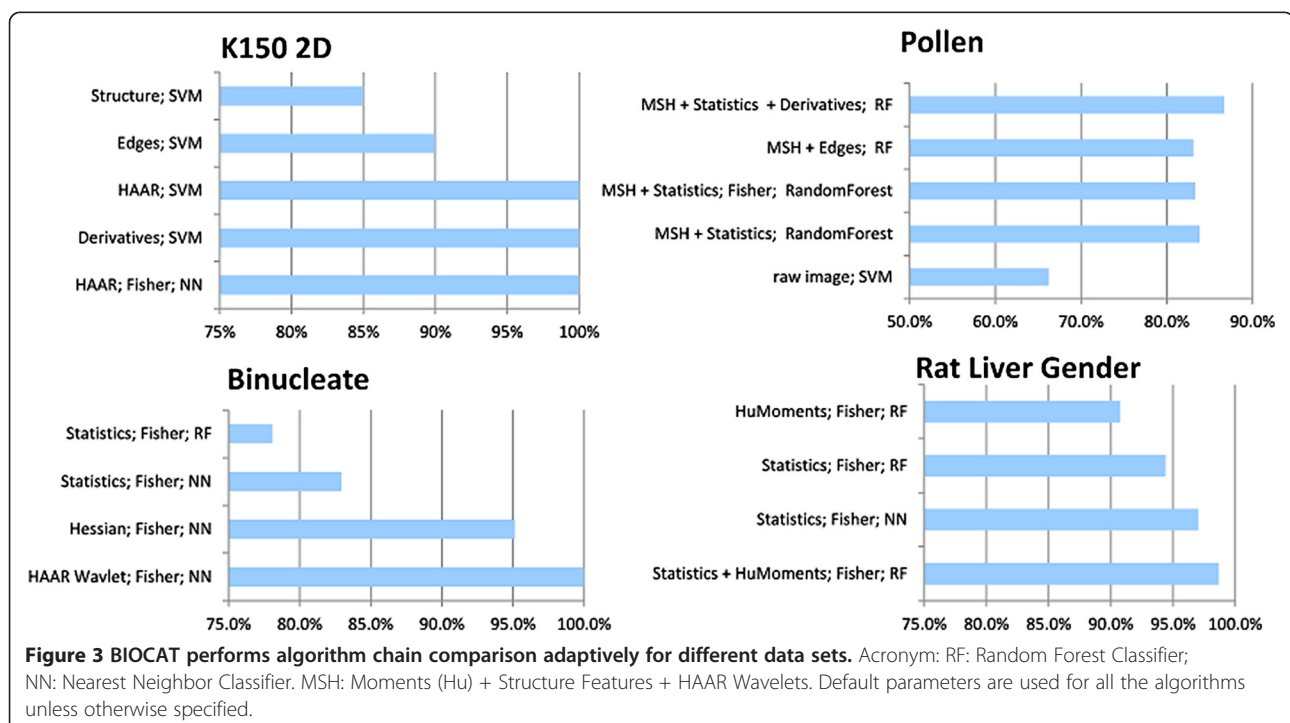 K150 2D
Structure; SVM
Edges; SVM
HAAR; SVM
Derivatives; SVM
HAAR; Fisher; NN
75% 80% 85% 90% 95% 100%
Pollen
MSH + Statistics + Derivatives; RF
MSH + Edges; RF
MSH + Statistics; Fisher; RandomForest
MSH + Statistics; RandomForest
raw image; SVM
50.0% 60.0% 70.0% 80.0% 90.0%
Binucleate
Statistics; Fisher; RF
Statistics; Fisher; NN
Hessian; Fisher; NN
HAAR Wavlet; Fisher; NN
75.0% 80.0% 85.0% 90.0% 95.0% 100.0%
Rat Liver Gender
HuMoments; Fisher; RF
Statistics; Fisher; RF
Statistics; Fisher; NN
Statistics + HuMoments; Fisher; RF
75.0% 80.0% 85.0% 90.0% 95.0% 100.0%
Figure 3 BIOCAT performs algorithm chain comparison adaptively for different data sets. Acronym: RF: Random Forest Classifier;
NN: Nearest Neighbor Classifier. MSH: Moments (Hu) + Structure Features + HAAR Wavelets. Default parameters are used for all the algorithms
unless otherwise specified.